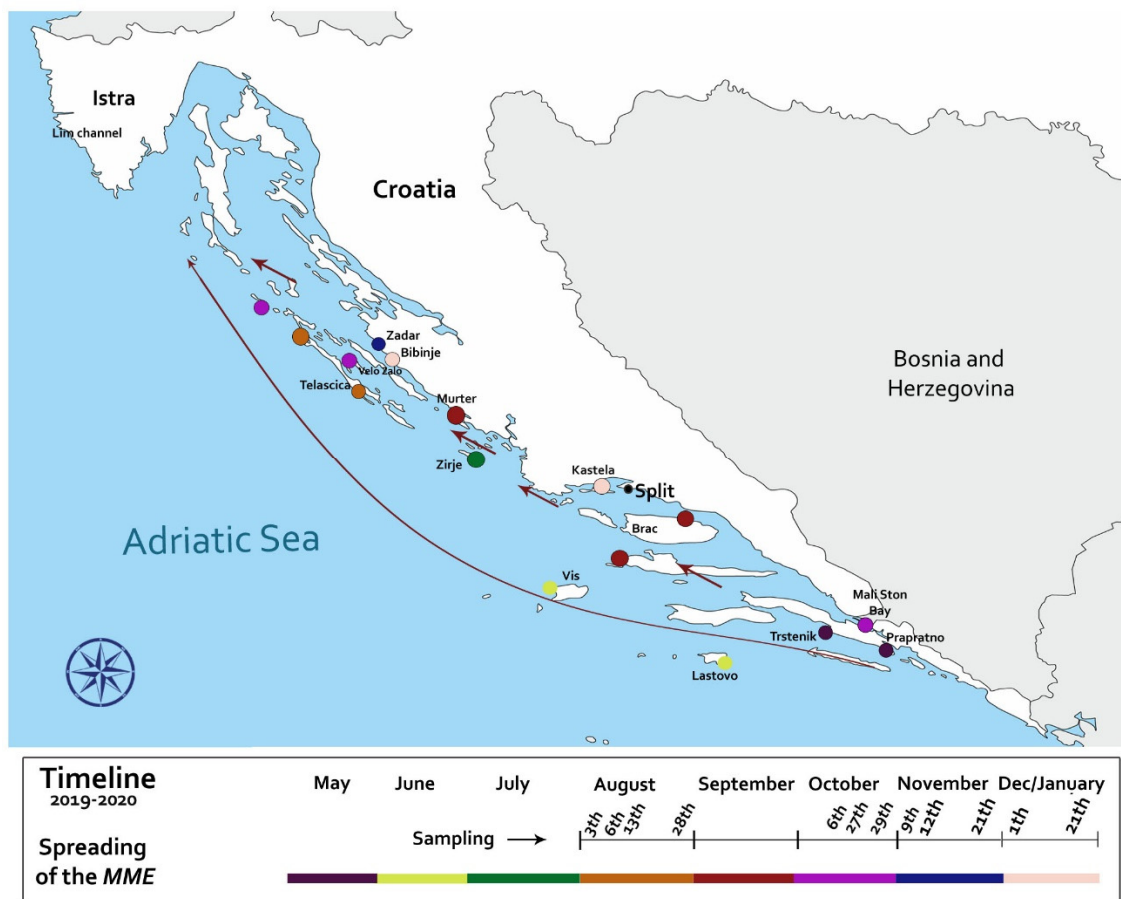 Istra
Lim channel
Croatia
Zadar
Bibinje
Velo Zalo
Telascica
Murter
Zirje
Bosnia and
Herzegovina
Kastela
Split
Brac
Adriatic Sea
Vis
Mali Ston
Bay
Trstenik
Prapratno
Lastovo
Timeline
2019-2020
May June July August September October November Dec/January
Sampling
3th 6th 13th 28th 6th 27th 29th 9th 12th 21th 1th 21th
Spreading
of the MME